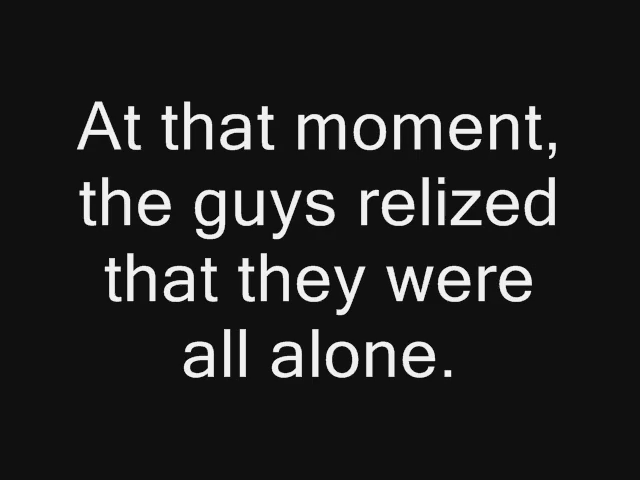 At that moment,
the guys relized
that they were
all alone.